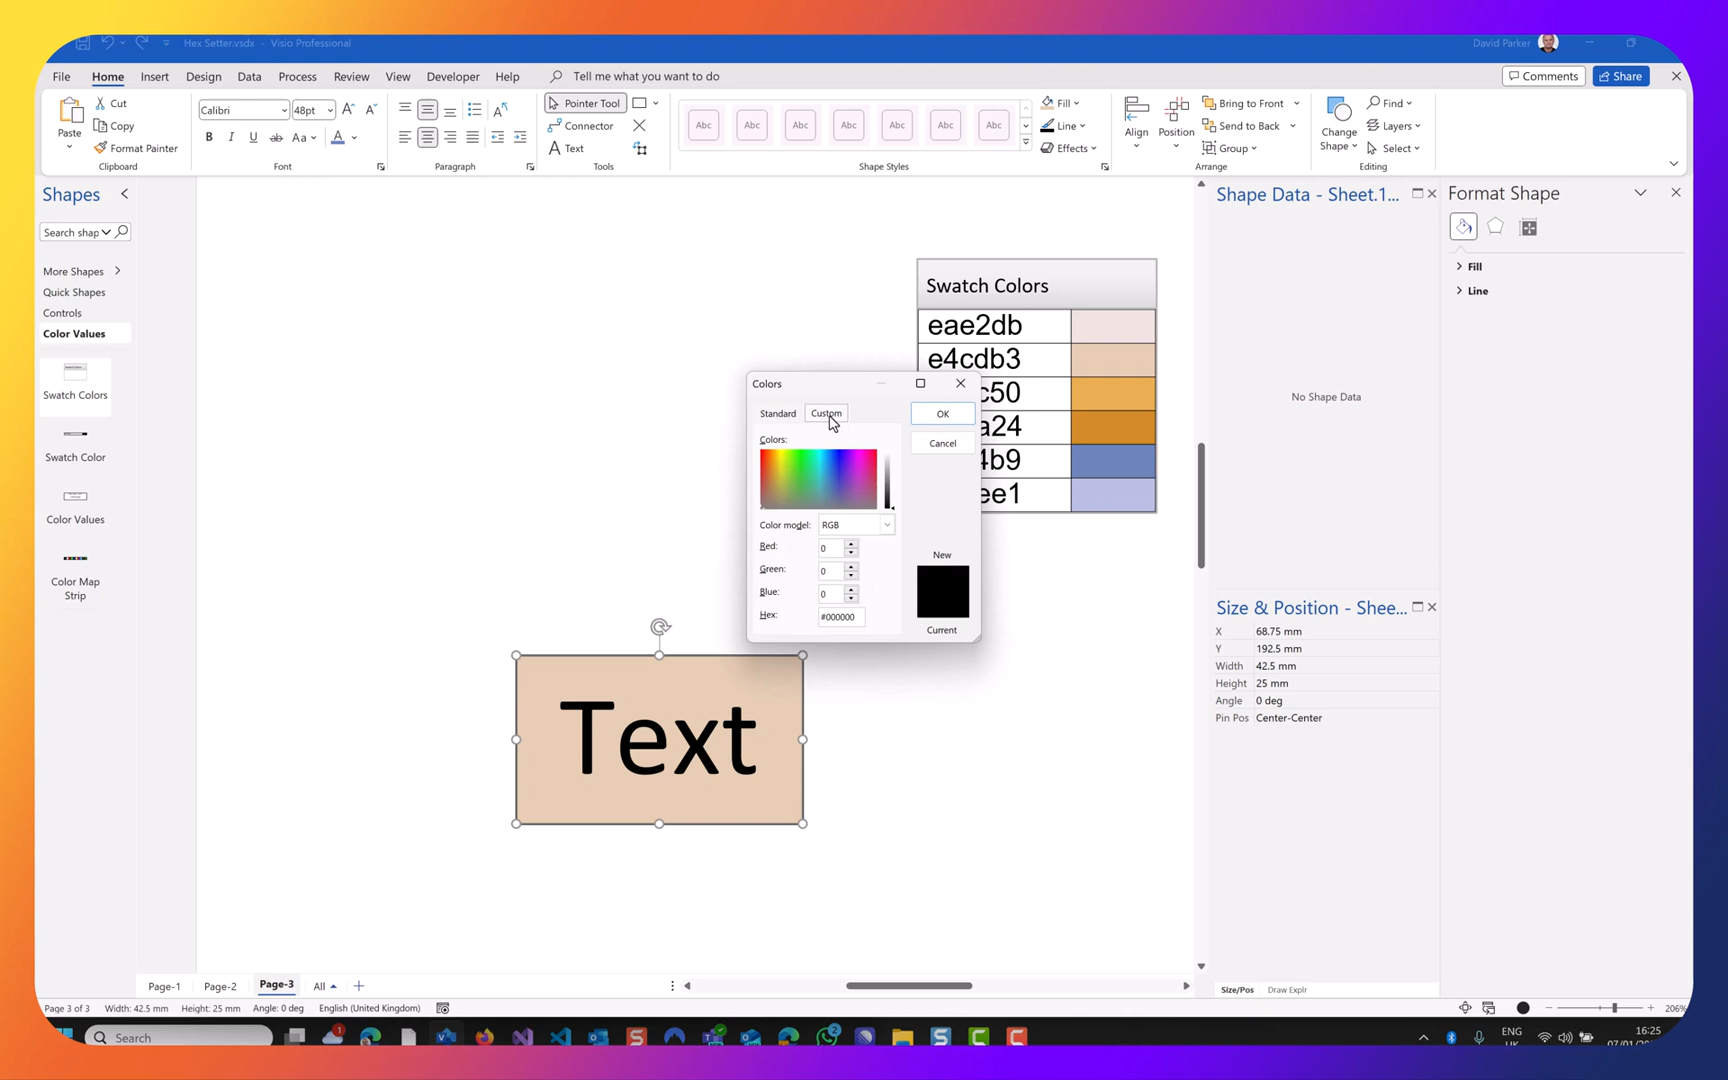 Hex Setter.vsdx - Visio Professional
David Parker
File Home Insert Design Data Process Review View Developer Help Tell me what you want to do Comments Share
Paste Cut Copy Format Painter Clipboard
Calibri 48pt
B I U ab Aa A
Font
Paragraph
Pointer Tool
Connector
Text
Tools
Abc Abc Abc Abc Abc Abc Abc
Shape Styles
Fill
Line
Effects
Align Position
Bring to Front
Send to Back
Group
Arrange
Change Shape
Find
Layers
Select
Editing
Shapes
Search shap
More Shapes
Quick Shapes
Controls
Color Values
Swatch Colors
Swatch Color
Color Values
Color Map
Strip
Swatch Colors
eae2db
e4cdb3
c50
a24
4b9
ee1
Colors
Standard Custom OK
Cancel
Colors:
Color model: RGB
Red: 0
Green: 0
Blue: 0
Hex: #000000
New
Current
Text
Shape Data - Sheet.1...
No Shape Data
Size & Position - Shee...
X 68.75 mm
Y 192.5 mm
Width 42.5 mm
Height 25 mm
Angle 0 deg
Pin Pos Center-Center
Size/Pos Draw Explr
Format Shape
Fill
Line
Page-1 Page-2 Page-3 All
Page 3 of 3 Width: 42.5 mm Height: 25 mm Angle: 0 deg English (United Kingdom) 206%
Search
ENG
16:25